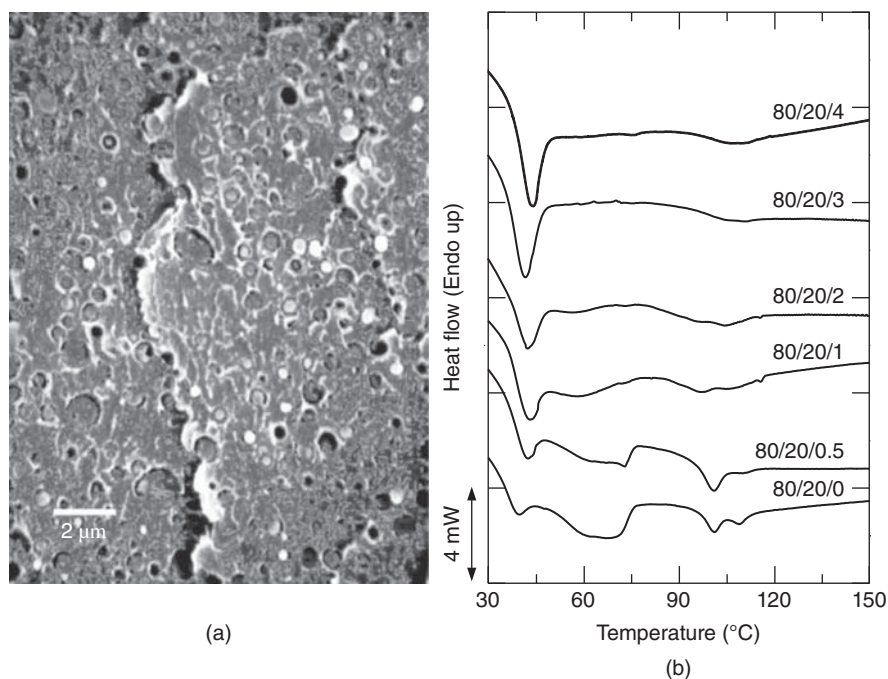 2 μm
(a)
Heat flow (Endo up)
4 mW
80/20/4
80/20/3
80/20/2
80/20/1
80/20/0.5
80/20/0
30 60 90 120 150
Temperature (°C)
(b)